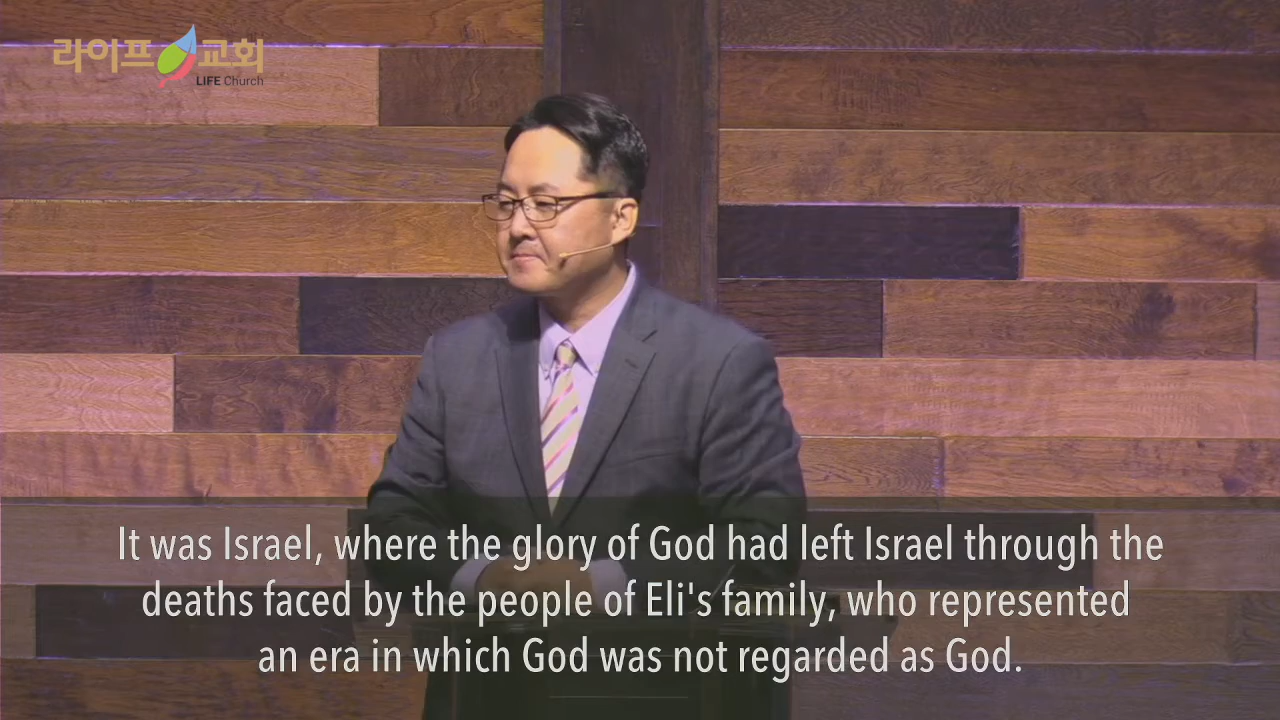 라이프 교회
LIFE Church
It was Israel, where the glory of God had left Israel through the
deaths faced by the people of Eli's family, who represented
an era in which God was not regarded as God.